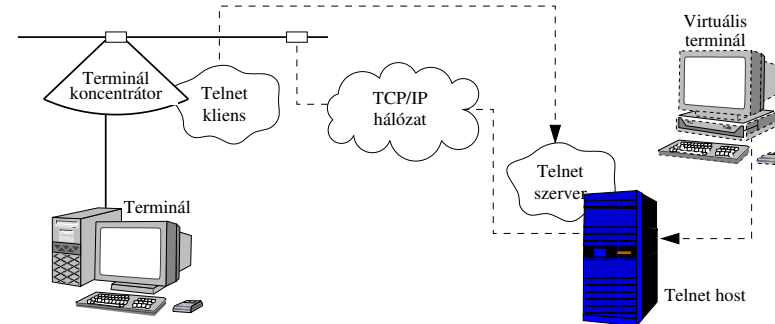 Virtuális
terminál
Terminál
koncentrátor
Telnet
kliens
TCP/IP
hálózat
Telnet
szerver
Terminál
Telnet host